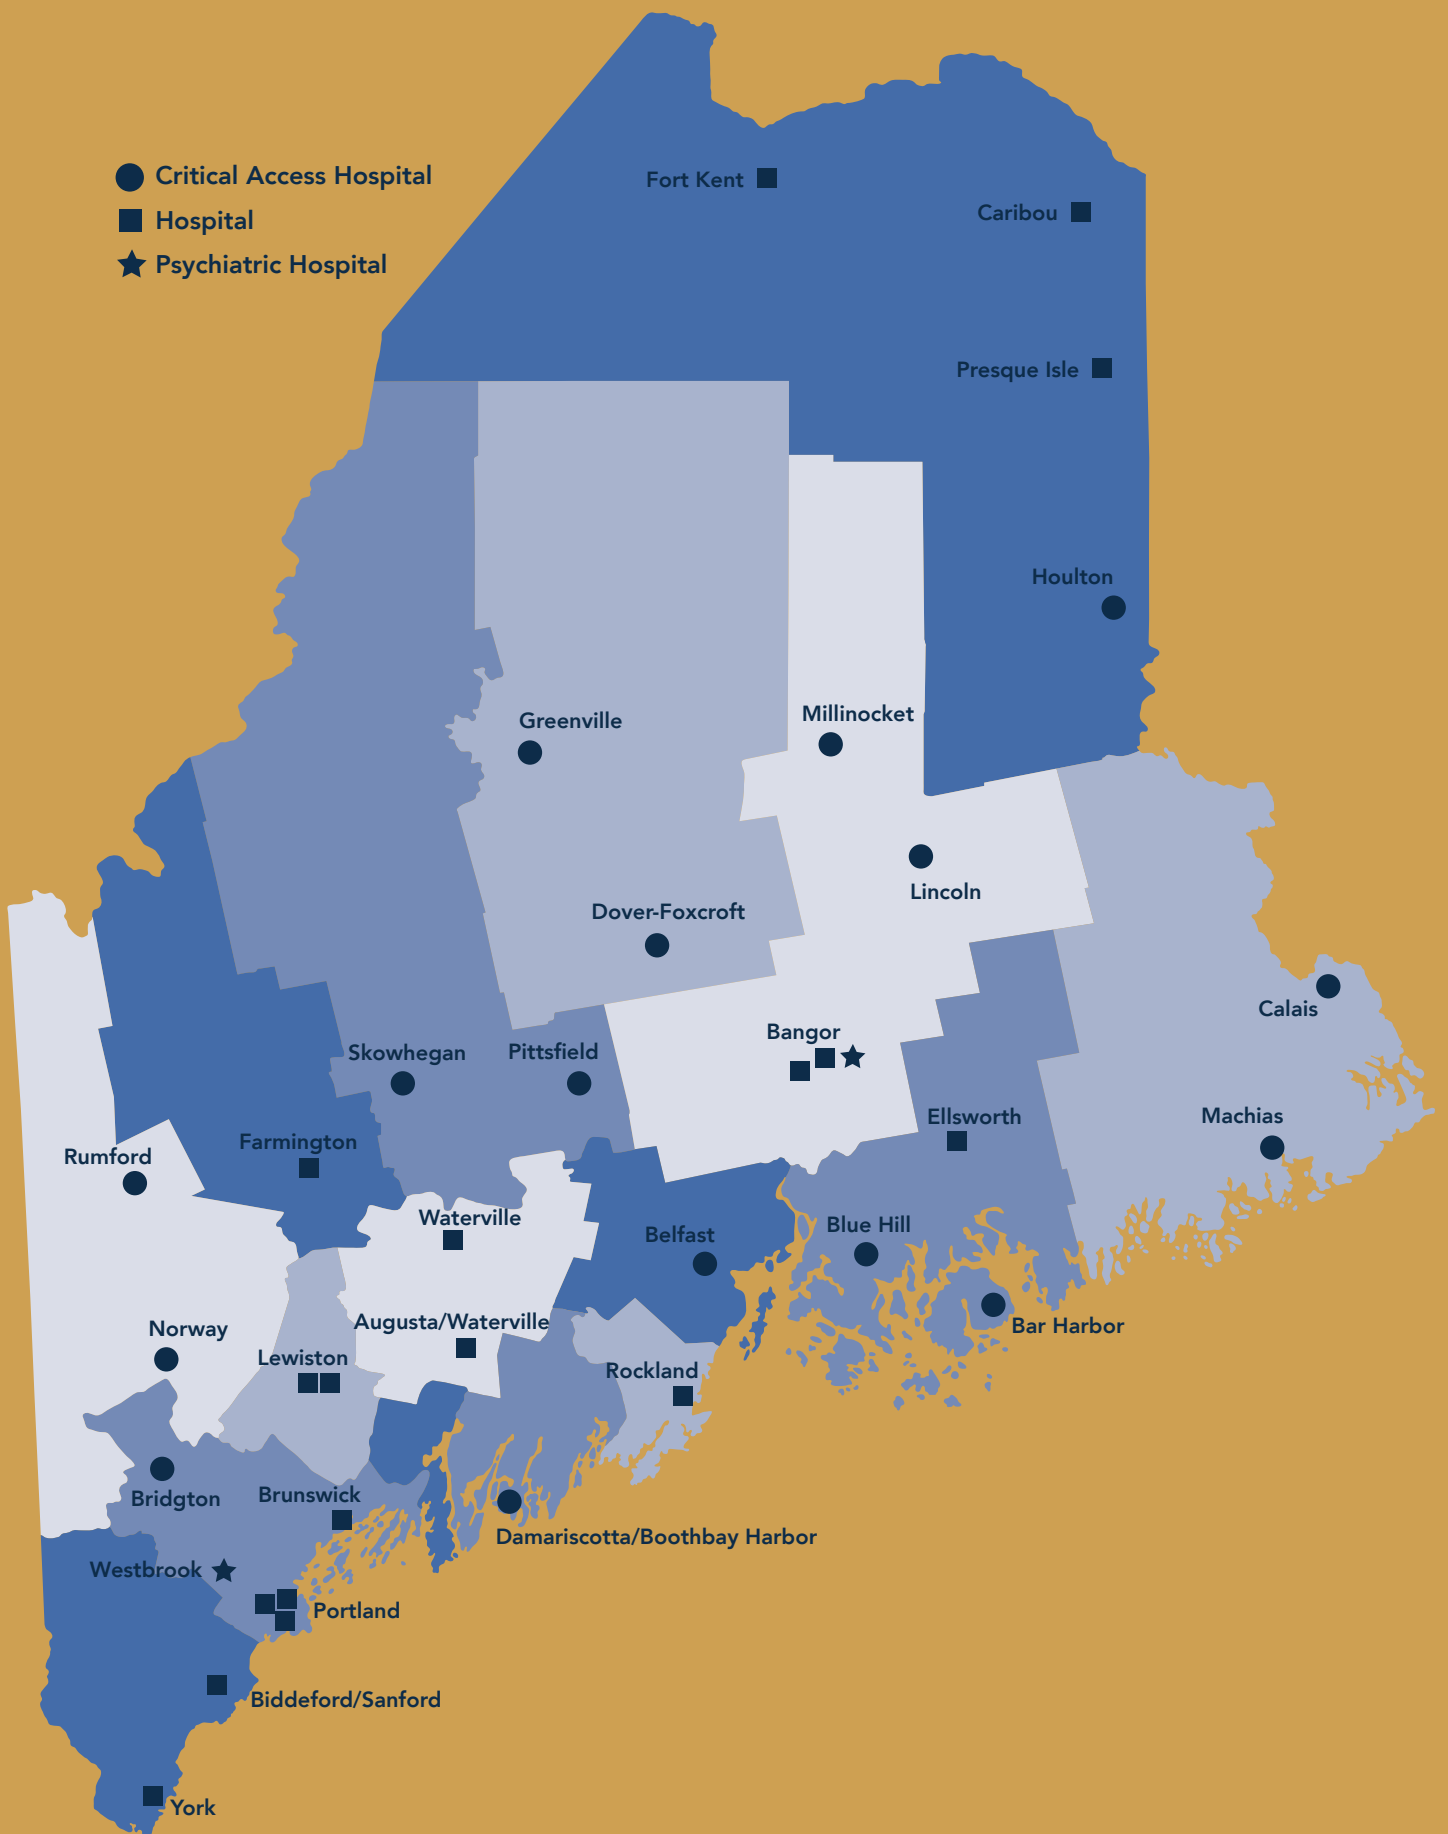 Critical Access Hospital
Hospital
Psychiatric Hospital
Fort Kent
Caribou
Presque Isle
Houlton
Millinocket
Greenville
Lincoln
Dover-Foxcroft
Calais
Bangor
Skowhegan
Pittsfield
Ellsworth
Machias
Farmington
Rumford
Waterville
Blue Hill
Belfast
Augusta/Waterville
Bar Harbor
Norway
Lewiston
Rockland
Bridgton
Brunswick
Damariscotta/Boothbay Harbor
Westbrook
Portland
Biddeford/Sanford
York